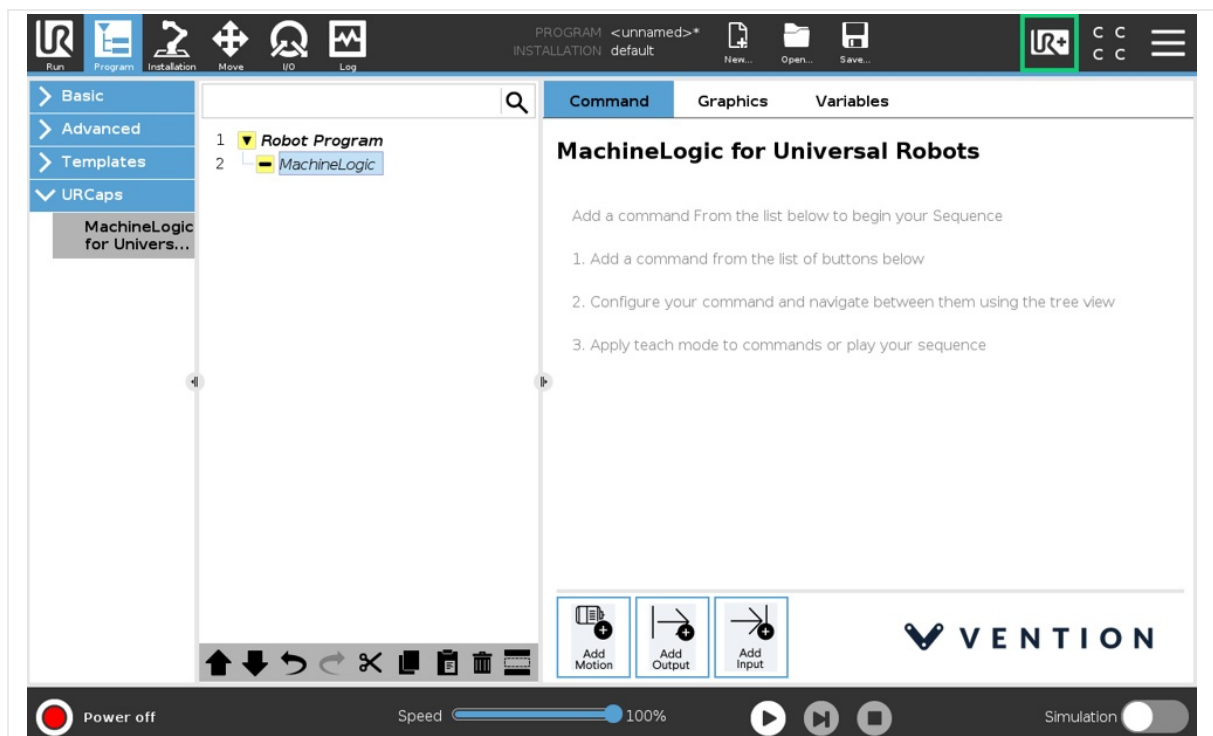 UR
Run
Program
Installation
Move
I/O
Log
PROGRAM <unnamed>*
INSTALLATION default
New...
Open...
Save...
UR+
C C
C C
Basic
Advanced
Templates
URCaps
MachineLogic
for Univers...
1 Robot Program
2 MachineLogic
Command Graphics Variables
MachineLogic for Universal Robots
Add a command From the list below to begin your Sequence
1. Add a command from the list of buttons below
2. Configure your command and navigate between them using the tree view
3. Apply teach mode to commands or play your sequence
Add
Motion
Add
Output
Add
Input
VENTION
Power off
Speed 100%
Simulation